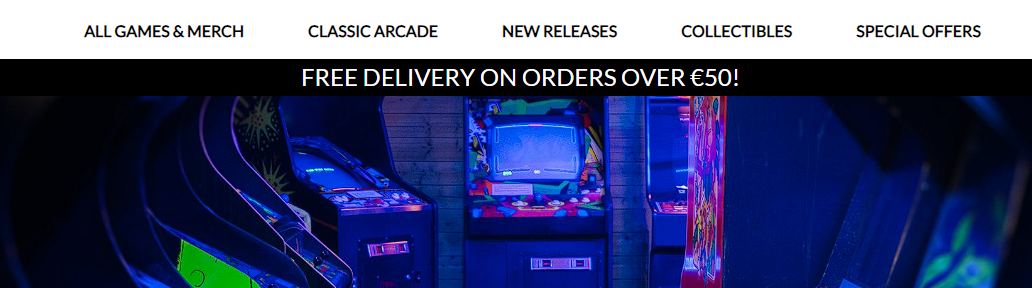 ALL GAMES & MERCH CLASSIC ARCADE NEW RELEASES COLLECTIBLES SPECIAL OFFERS
FREE DELIVERY ON ORDERS OVER €50!